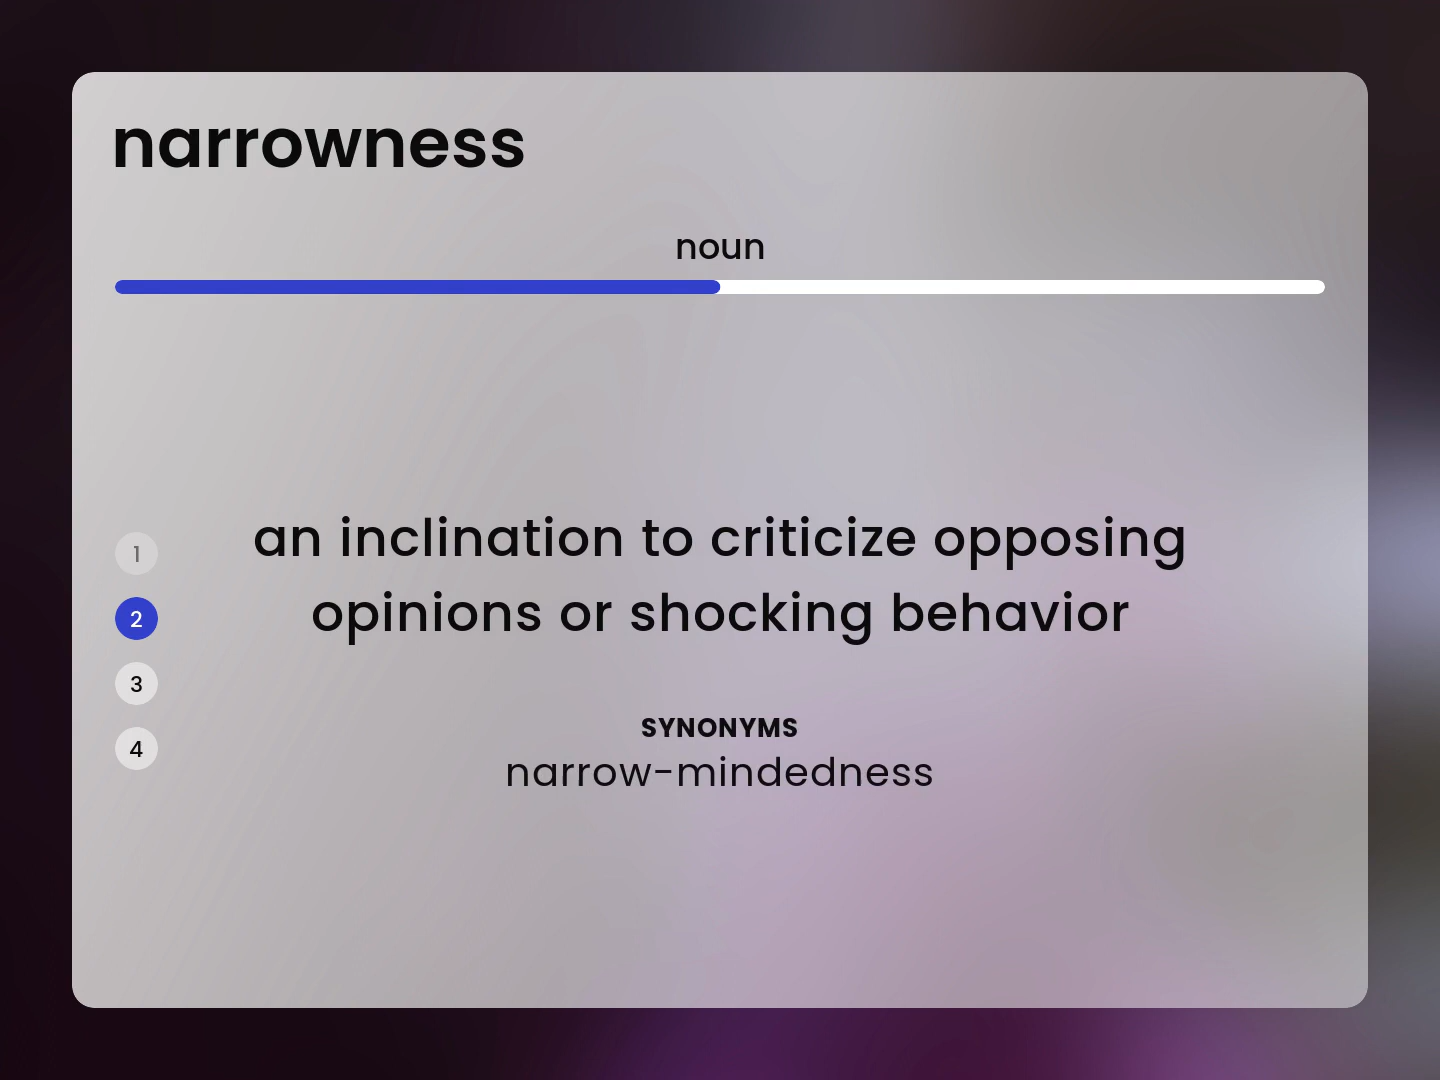 narrowness
noun
an inclination to criticize opposing
opinions or shocking behavior
1
2
3
4
SYNONYMS
narrow-mindedness